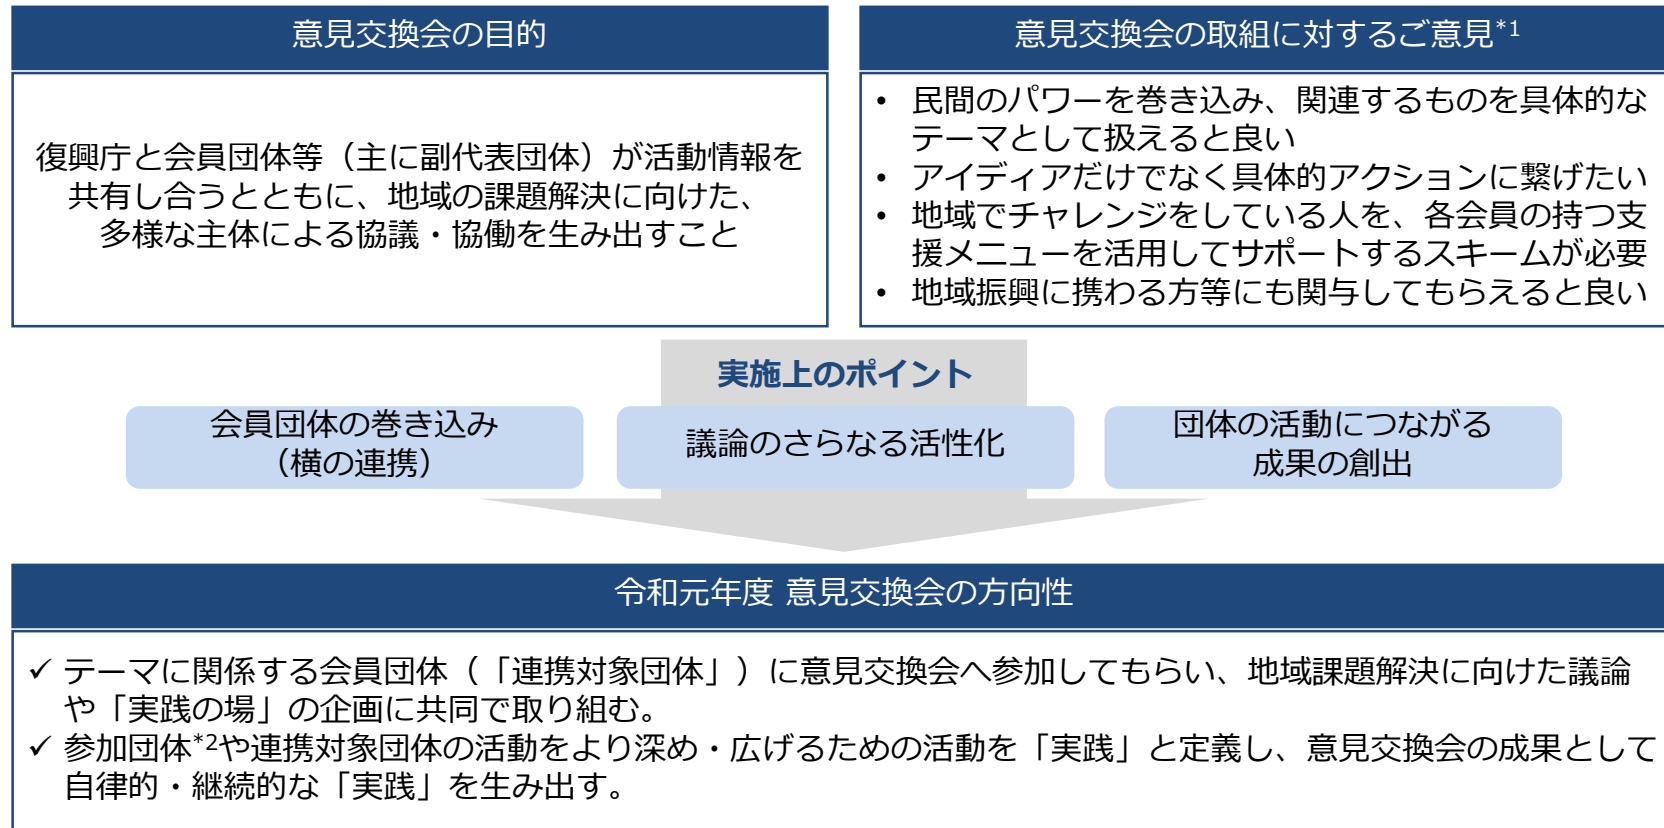 意見交換会の目的
復興庁と会員団体等（主に副代表団体）が活動情報を
共有し合うとともに、地域の課題解決に向けた、
多様な主体による協議・協働を生み出すこと
意見交換会の取組に対するご意見*1
• 民間のパワーを巻き込み、関連するものを具体的な
テーマとして扱えると良い
• アイディアだけでなく具体的アクションに繋げたい
• 地域でチャレンジをしている人を、各会員の持つ支
援メニューを活用してサポートするスキームが必要
• 地域振興に携わる方等にも関与してもらえると良い
実施上のポイント
会員団体の巻き込み
（横の連携）
議論のさらなる活性化
団体の活動につながる
成果の創出
令和元年度 意見交換会の方向性
✓ テーマに関係する会員団体（「連携対象団体」）に意見交換会へ参加してもらい、地域課題解決に向けた議論
や「実践の場」の企画に共同で取り組む。
✓ 参加団体*2や連携対象団体の活動をより深め・広げるための活動を「実践」と定義し、意見交換会の成果として
自律的・継続的な「実践」を生み出す。